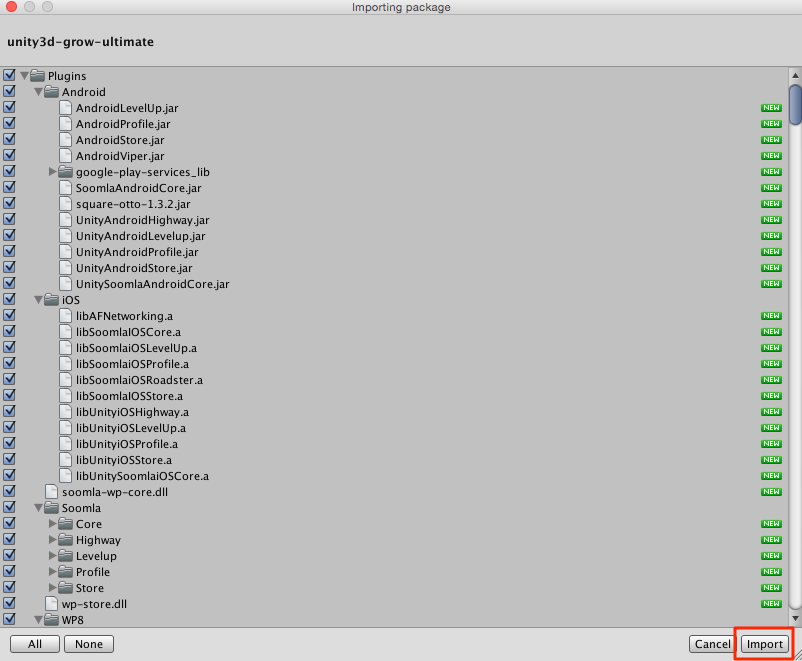 Importing package
unity3d-grow-ultimate
Plugins
Android
AndroidLevelUp.jar NEW
AndroidProfile.jar NEW
AndroidStore.jar NEW
AndroidViper.jar NEW
google-play-services_lib NEW
SoomlaAndroidCore.jar NEW
square-otto-1.3.2.jar NEW
UnityAndroidHighway.jar NEW
UnityAndroidLevelup.jar NEW
UnityAndroidProfile.jar NEW
UnityAndroidStore.jar NEW
UnitySoomlaAndroidCore.jar NEW
iOS
libAFNetworking.a NEW
libSoomlaIOSCore.a NEW
libSoomlaiOSLevelUp.a NEW
libSoomlaiOSProfile.a NEW
libSoomlaiOSRoadster.a NEW
libSoomlaIOSStore.a NEW
libUnityiOSHighway.a NEW
libUnityiOSLevelUp.a NEW
libUnityiOSProfile.a NEW
libUnityiOSStore.a NEW
libUnitySoomlaiOSCore.a NEW
soomla-wp-core.dll NEW
Soomla
Core NEW
Highway NEW
Levelup NEW
Profile NEW
Store NEW
wp-store.dll NEW
WP8
All None Cancel Import